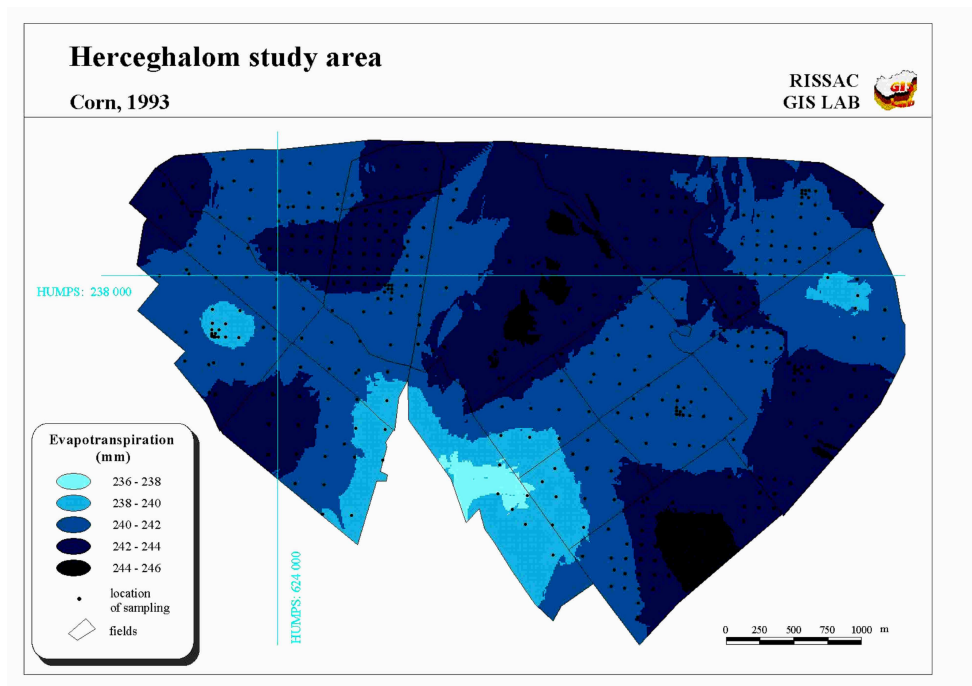 Herceghalom study area
Corn, 1993
RISSAC
GIS LAB
GIS
HUMPS: 238 000
HUMPS: 624 000
Evapotranspiration
(mm)
236 - 238
238 - 240
240 - 242
242 - 244
244 - 246
location
of sampling
fields
0 250 500 750 1000 m